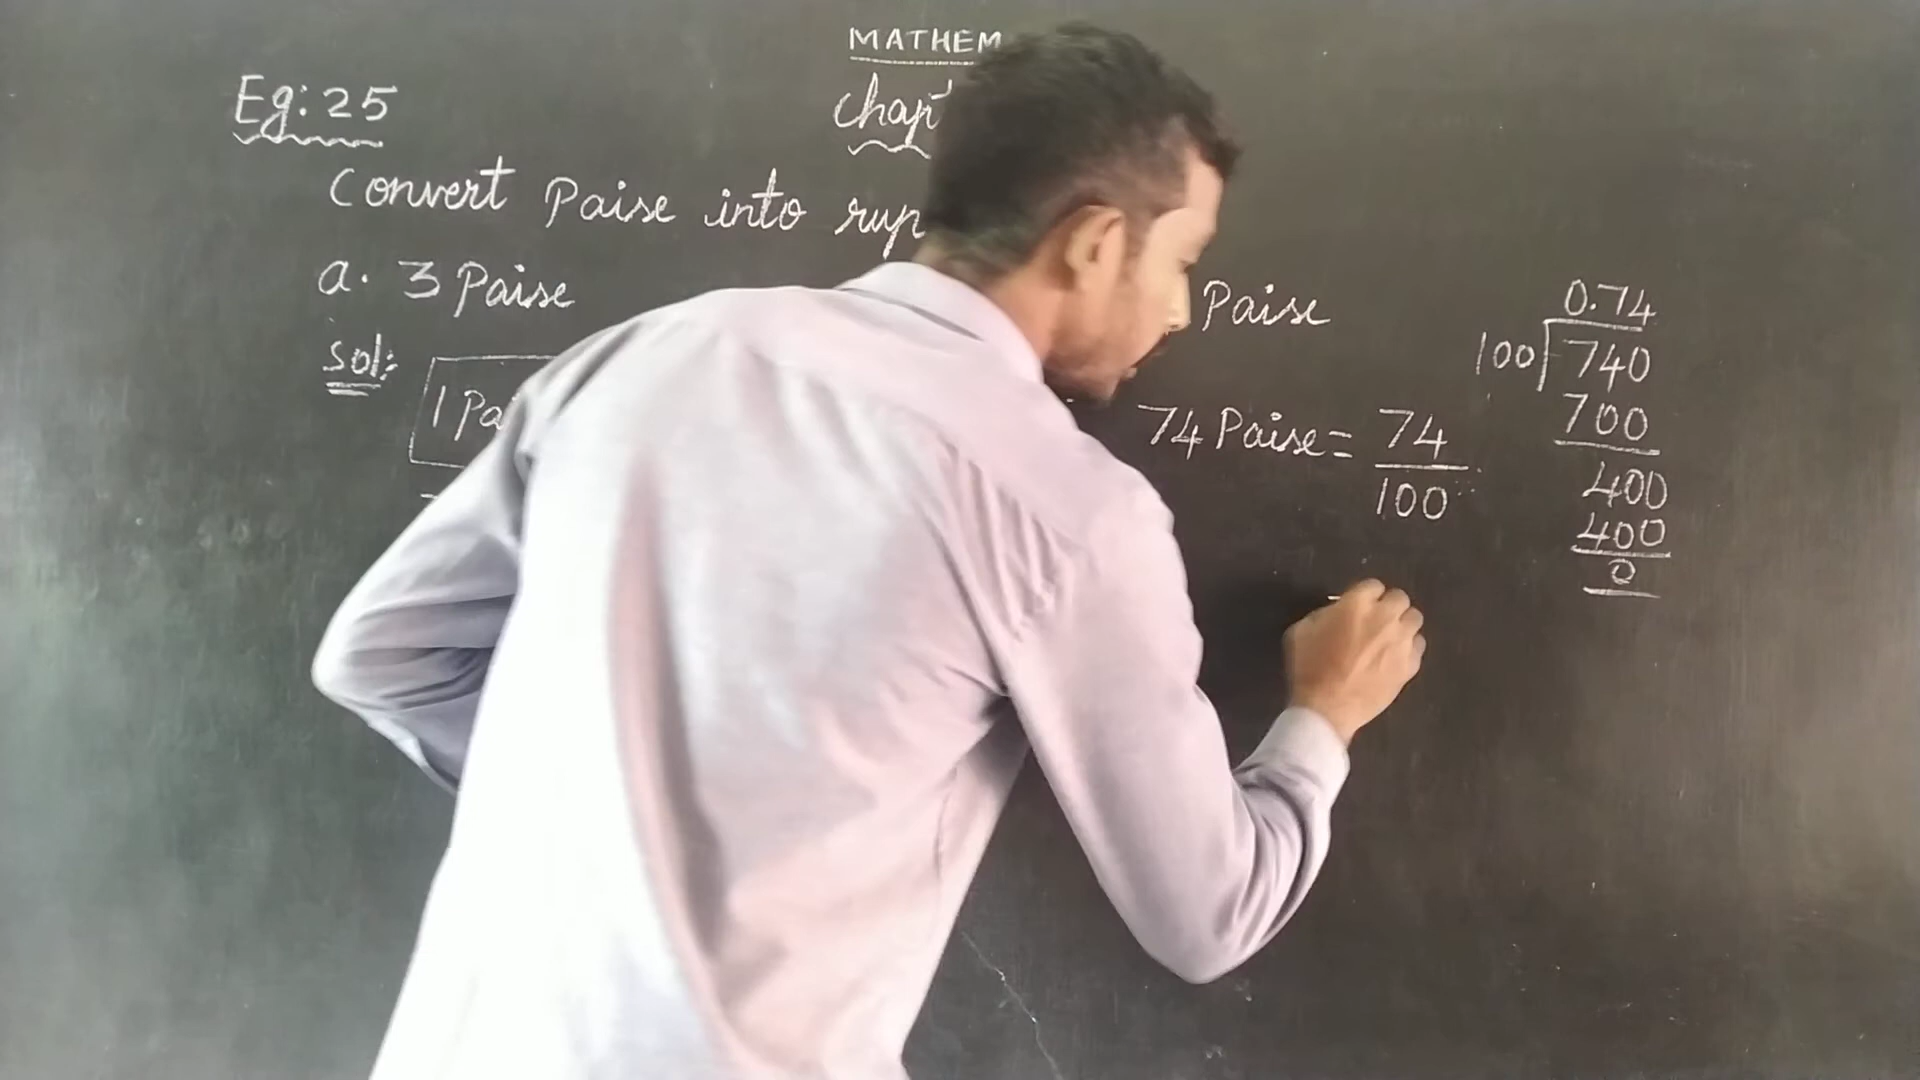 MATHEM
Eg: 25
Chapt
Convert Paise into rup
a. 3 Paise
Paise
Sol:
1 Pa
74 Paise = 74
100
0.74
100 740
700
400
400
0